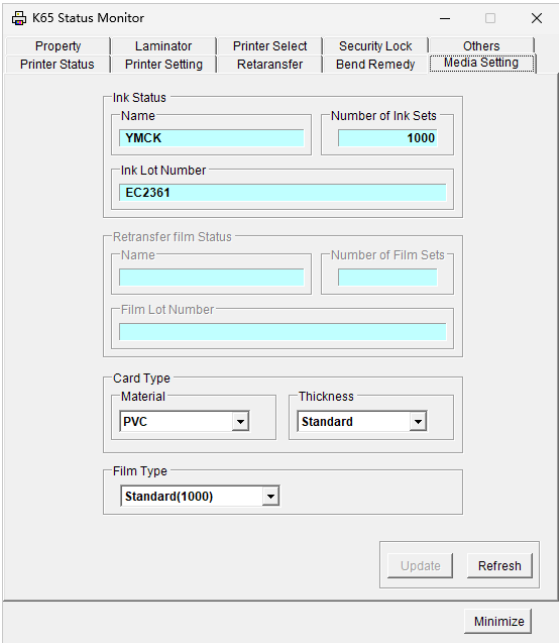 K65 Status Monitor
Property Laminator Printer Select Security Lock Others
Printer Status Printer Setting Retaransfer Bend Remedy Media Setting
Ink Status
Name Number of Ink Sets
YMCK 1000
Ink Lot Number
EC2361
Retransfer film Status
Name Number of Film Sets
Film Lot Number
Card Type
Material Thickness
PVC Standard
Film Type
Standard(1000)
Update Refresh
Minimize